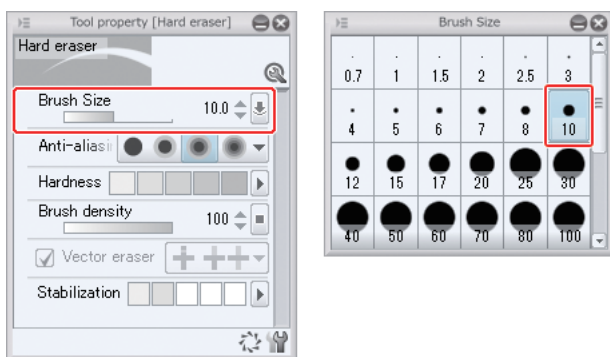 Tool property [Hard eraser]
Hard eraser
Brush Size 10.0
Anti-aliasin
Hardness
Brush density 100
Vector eraser
Stabilization
Brush Size
0.7 1 1.5 2 2.5 3
4 5 6 7 8 10
12 15 17 20 25 30
40 50 60 70 80 100